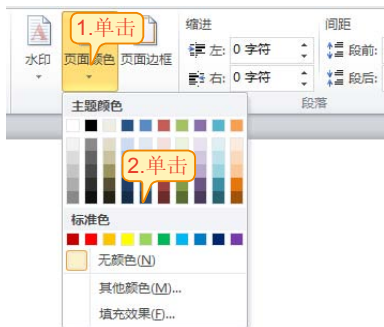 1.单击
缩进
间距
水印
页面颜色
页面边框
左:
0 字符
段前:
右:
0 字符
段后:
段落
主题颜色
2.单击
标准色
无颜色(N)
其他颜色(M)...
填充效果(F)...